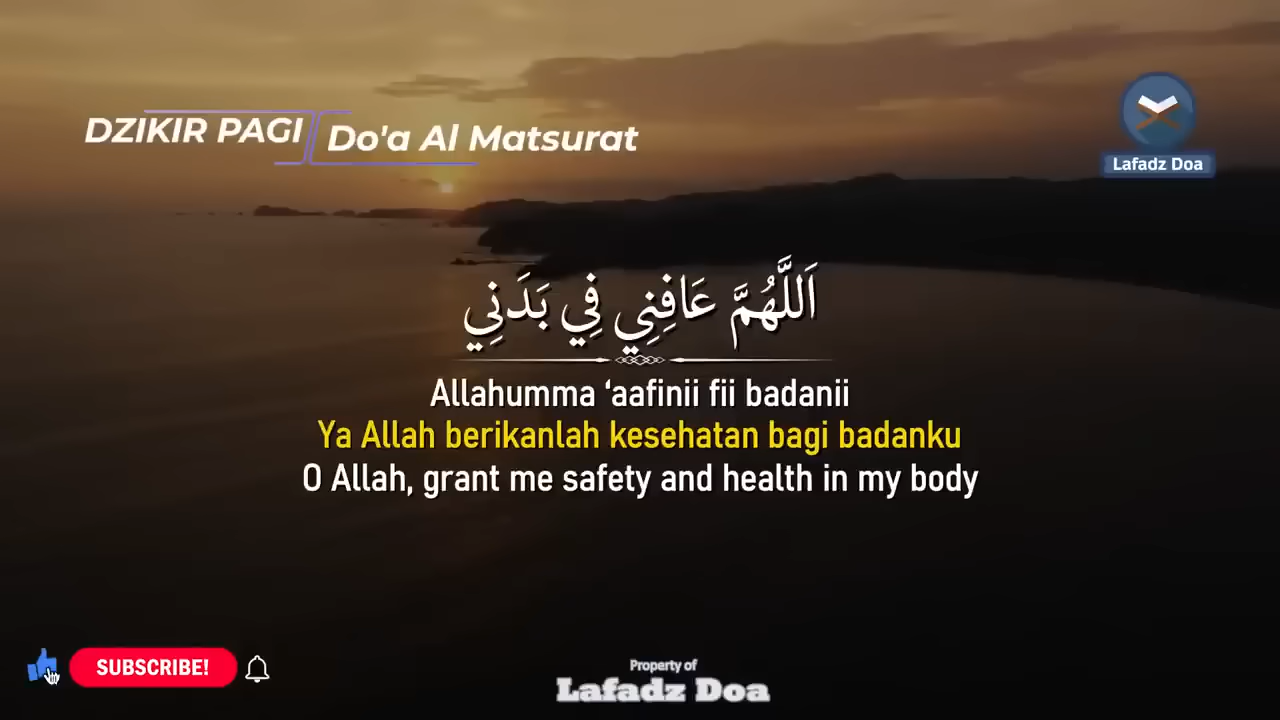 DZIKIR PAGI
Do'a Al Matsurat
Lafadz Doa
اَللَّهُمَّ عَافِنِي فِي بَدَنِي
Allahumma ‘aafinii fii badanii
Ya Allah berikanlah kesehatan bagi badanku
O Allah, grant me safety and health in my body
SUBSCRIBE!
Property of
Lafadz Doa